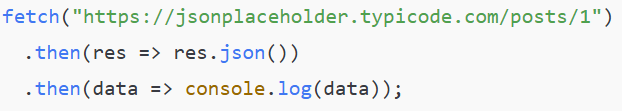 fetch("https://jsonplaceholder.typicode.com/posts/1")
  .then(res => res.json())
  .then(data => console.log(data));